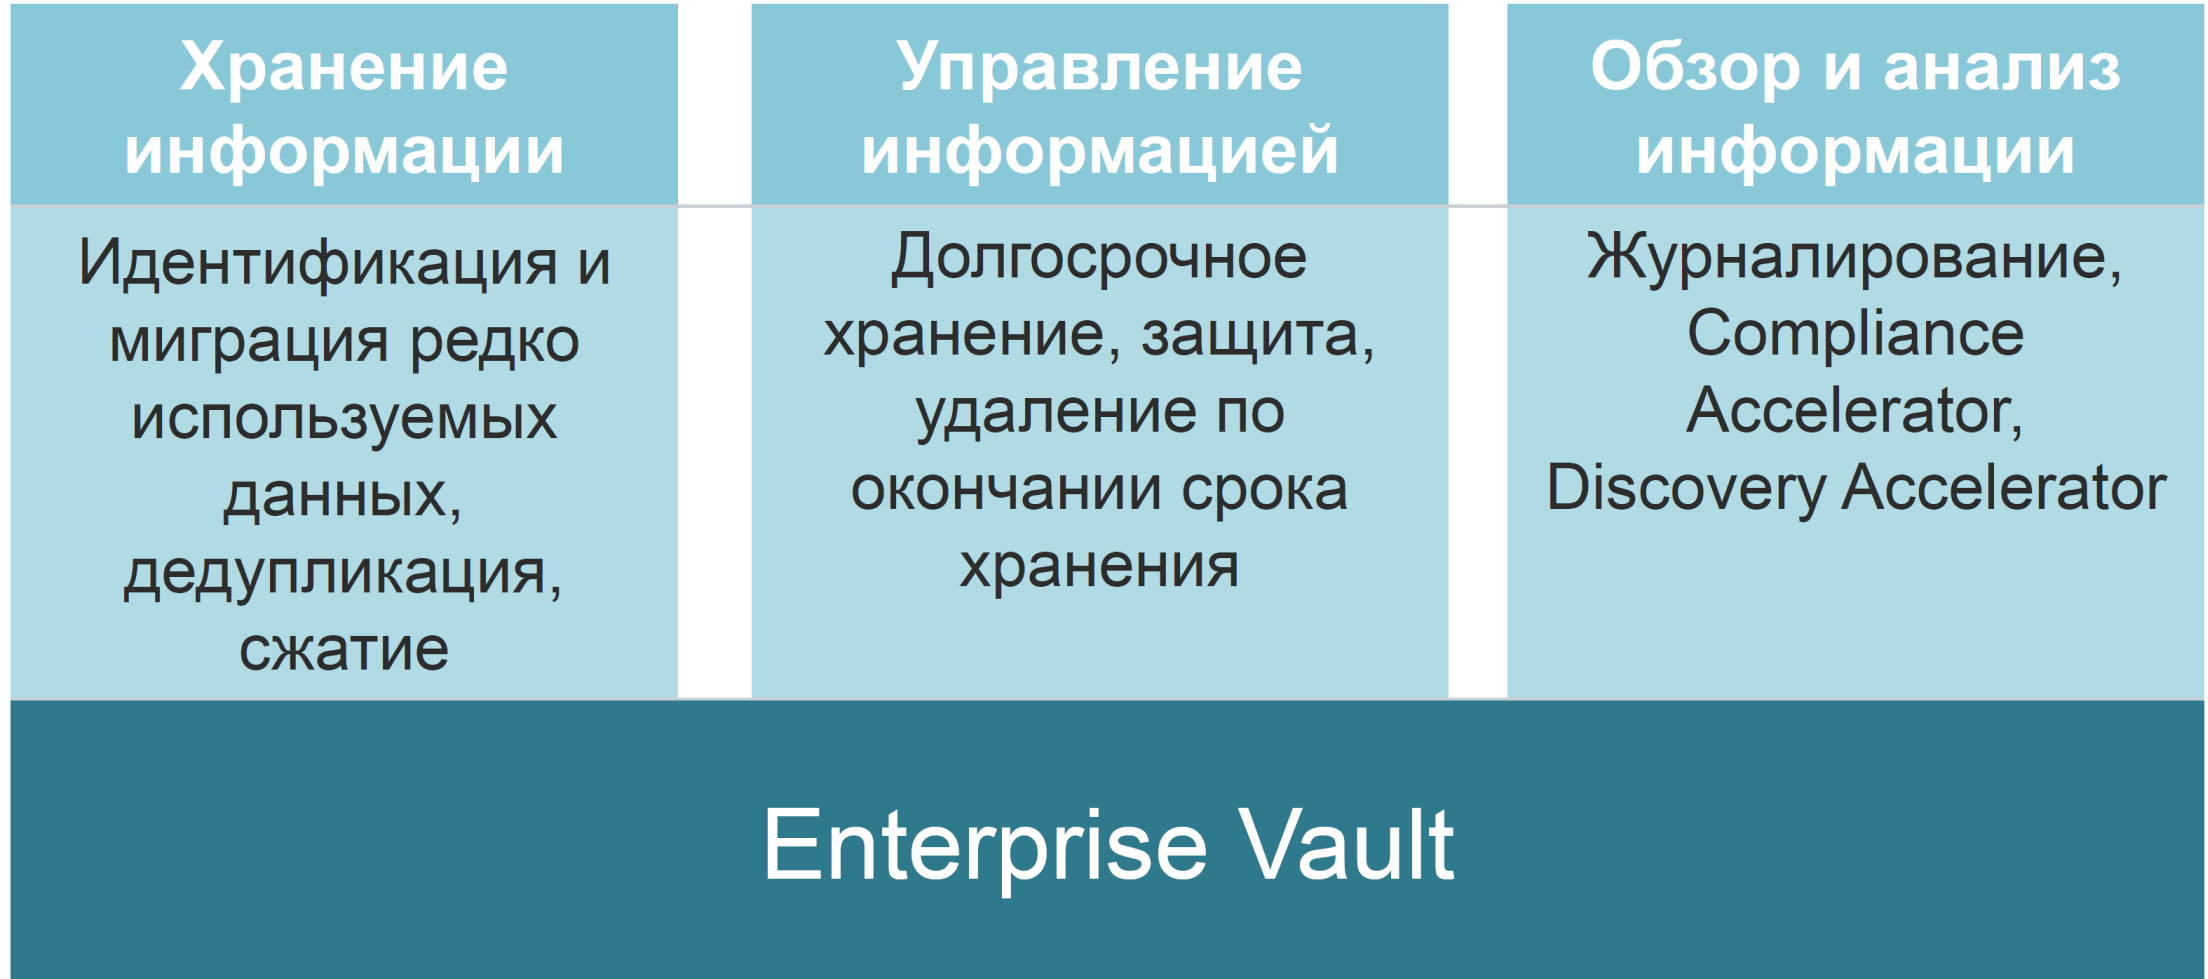 Хранение
информации
Управление
информацией
Обзор и анализ
информации
Идентификация и
миграция редко
используемых
данных,
дедупликация,
сжатие
Долгосрочное
хранение, защита,
удаление по
окончании срока
хранения
Журналирование,
Compliance
Accelerator,
Discovery Accelerator
Enterprise Vault